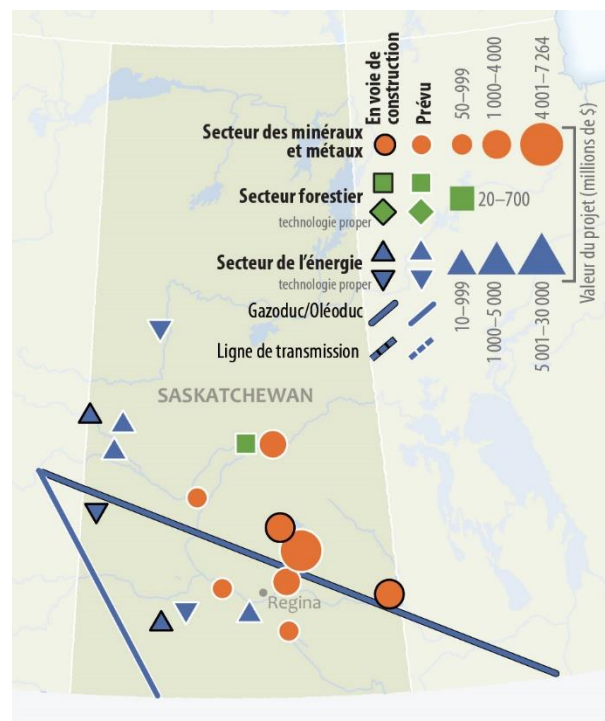 En voie de
construction
Prévu
50–999
1 000–4 000
4 001–7 264
Secteur des minéraux
et métaux
Secteur forestier
technologie proper
20–700
Secteur de l'énergie
technologie proper
Gazoduc/Oléoduc
Ligne de transmission
10–999
1 000–5 000
5 001–30 000
Valeur du projet (millions de $)
SASKATCHEWAN
Regina